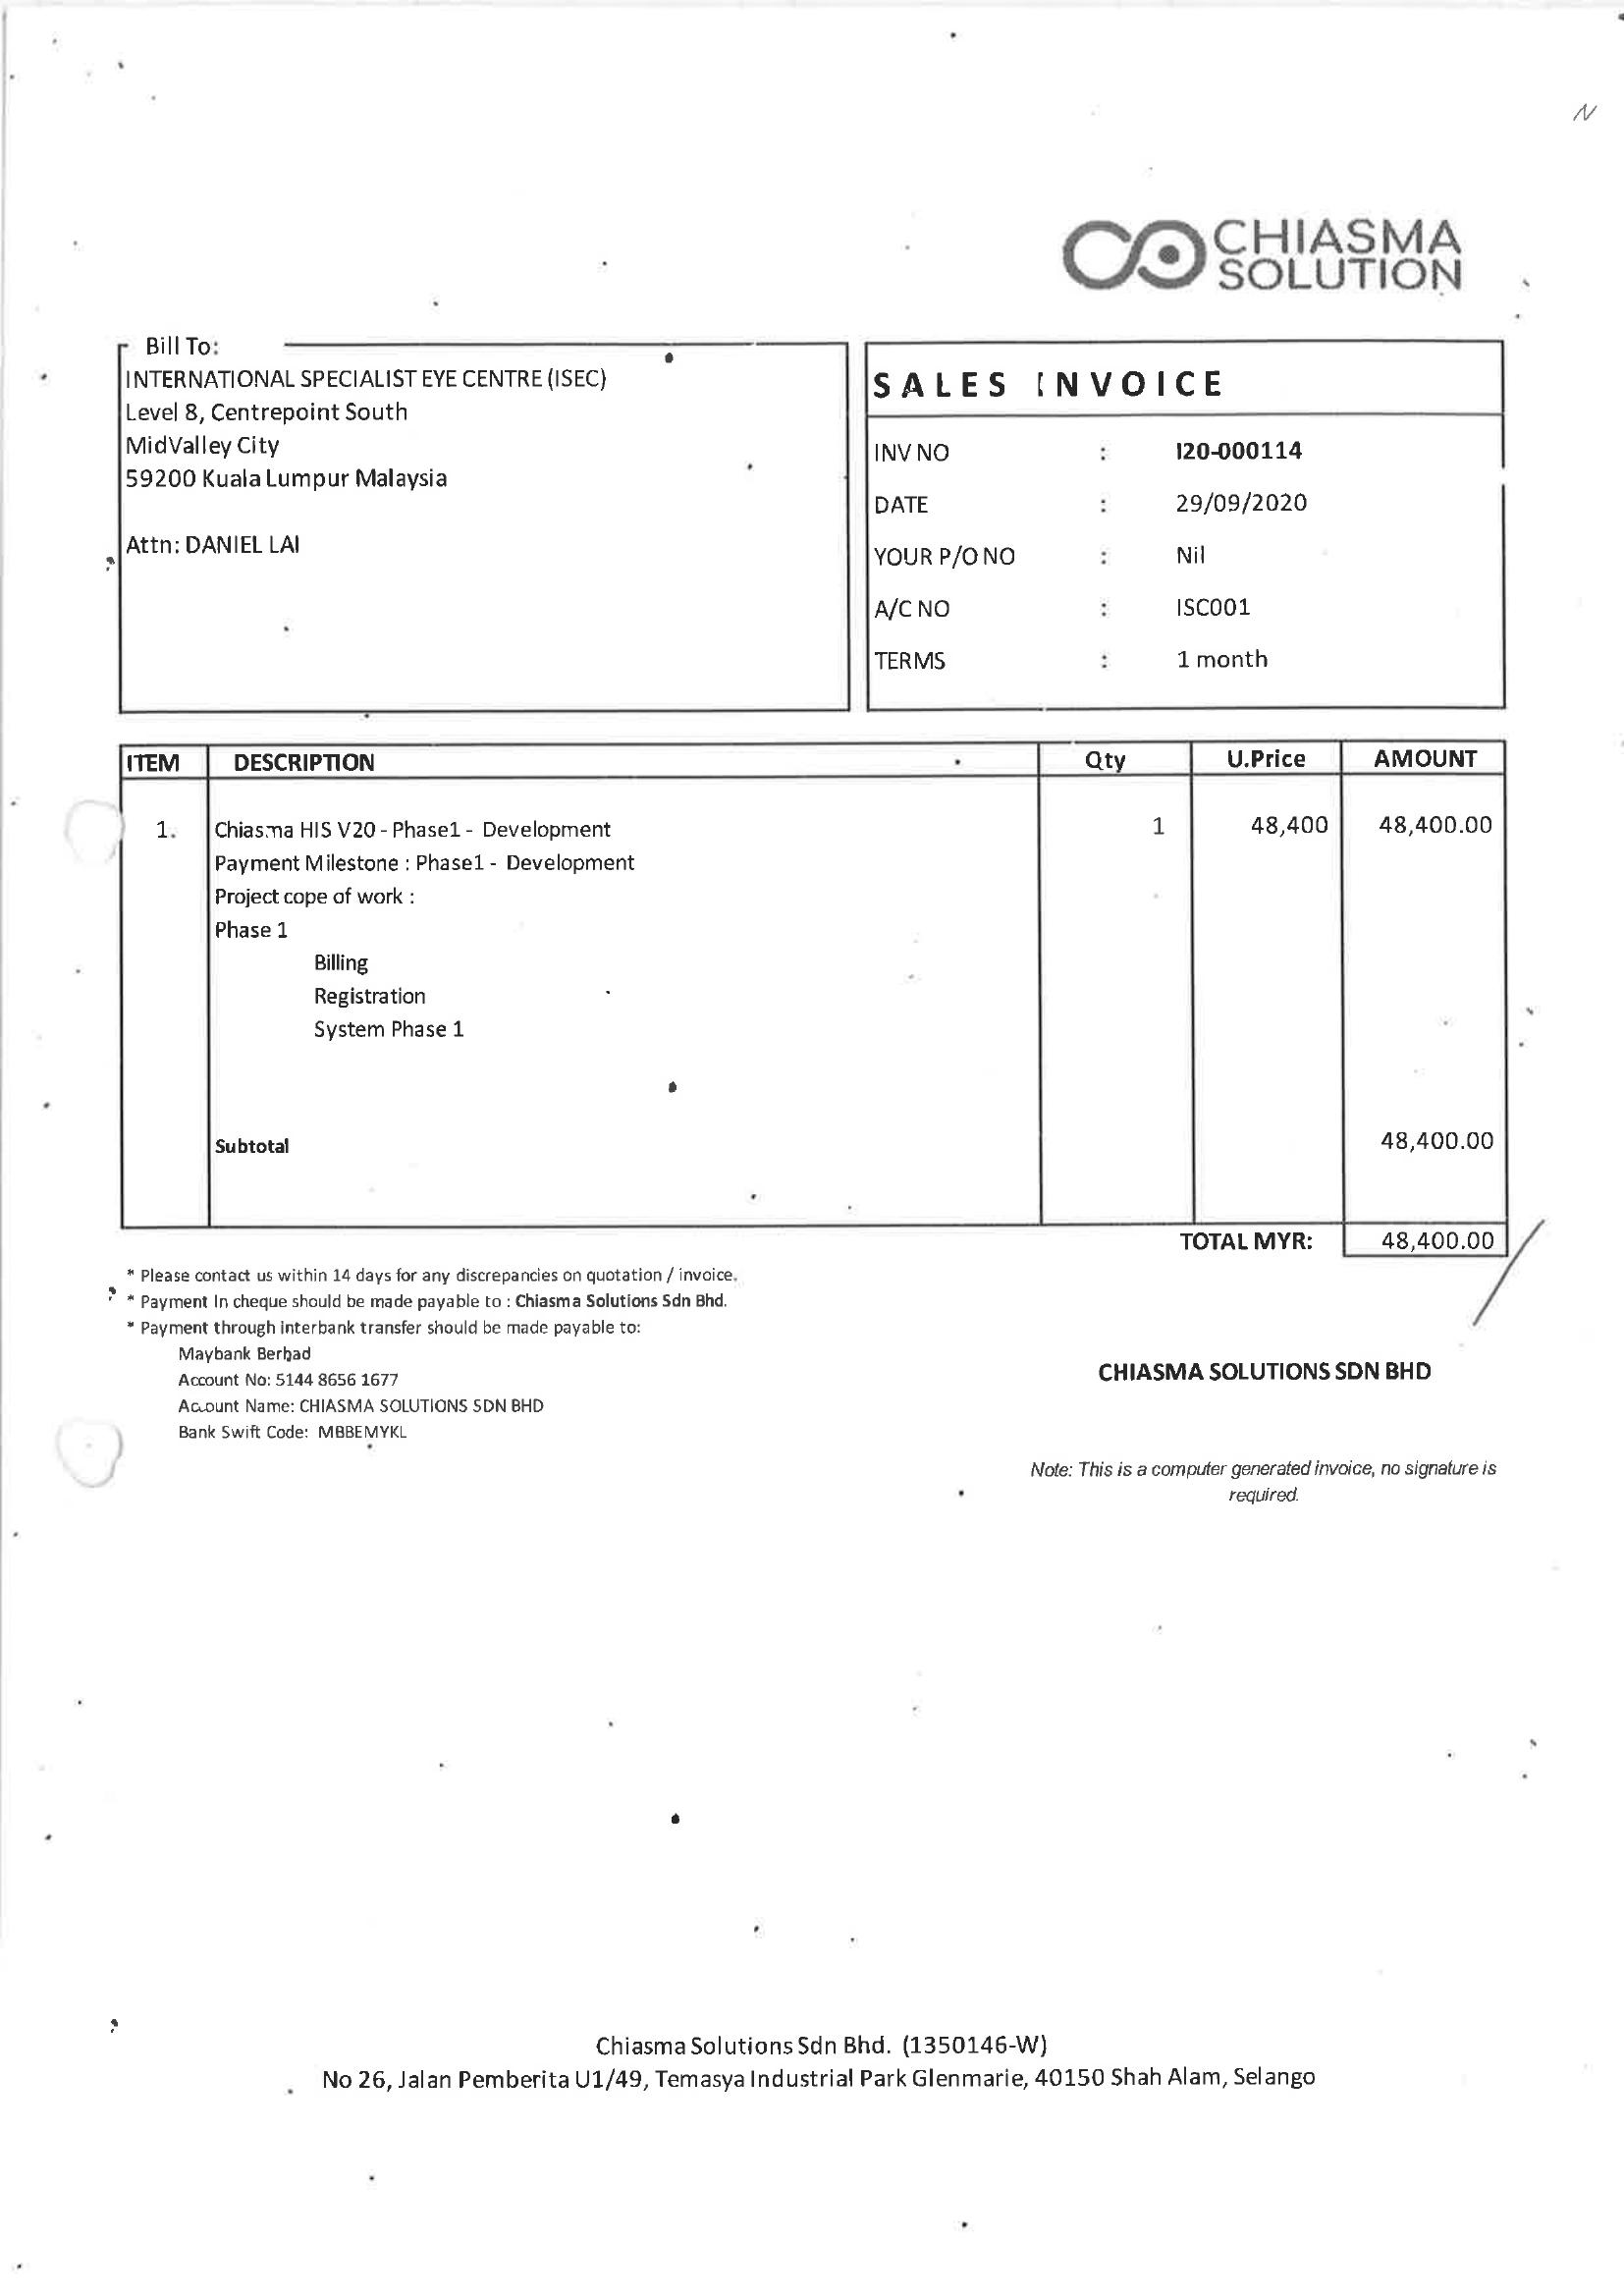 N
CHIASMA
SOLUTION
Bill To:
INTERNATIONAL SPECIALIST EYE CENTRE (ISEC)
Level 8, Centrepoint South
MidValley City
59200 Kuala Lumpur Malaysia
Attn: DANIEL LAI
SALES INVOICE
INV NO : I20-000114
DATE : 29/09/2020
YOUR P/O NO : Nil
A/C NO : ISC001
TERMS : 1 month
ITEM DESCRIPTION Qty U.Price AMOUNT
1. Chiasma HIS V20 - Phase1 - Development 1 48,400 48,400.00
Payment Milestone : Phase1 - Development
Project cope of work :
Phase 1
Billing
Registration
System Phase 1
Subtotal 48,400.00
TOTAL MYR: 48,400.00
* Please contact us within 14 days for any discrepancies on quotation / invoice.
* Payment In cheque should be made payable to : Chiasma Solutions Sdn Bhd.
* Payment through interbank transfer should be made payable to:
Maybank Berhad
Account No: 5144 8656 1677
Account Name: CHIASMA SOLUTIONS SDN BHD
Bank Swift Code: MBBEMYKL
CHIASMA SOLUTIONS SDN BHD
Note: This is a computer generated invoice, no signature is
required.
Chiasma Solutions Sdn Bhd. (1350146-W)
No 26, Jalan Pemberita U1/49, Temasya Industrial Park Glenmarie, 40150 Shah Alam, Selango